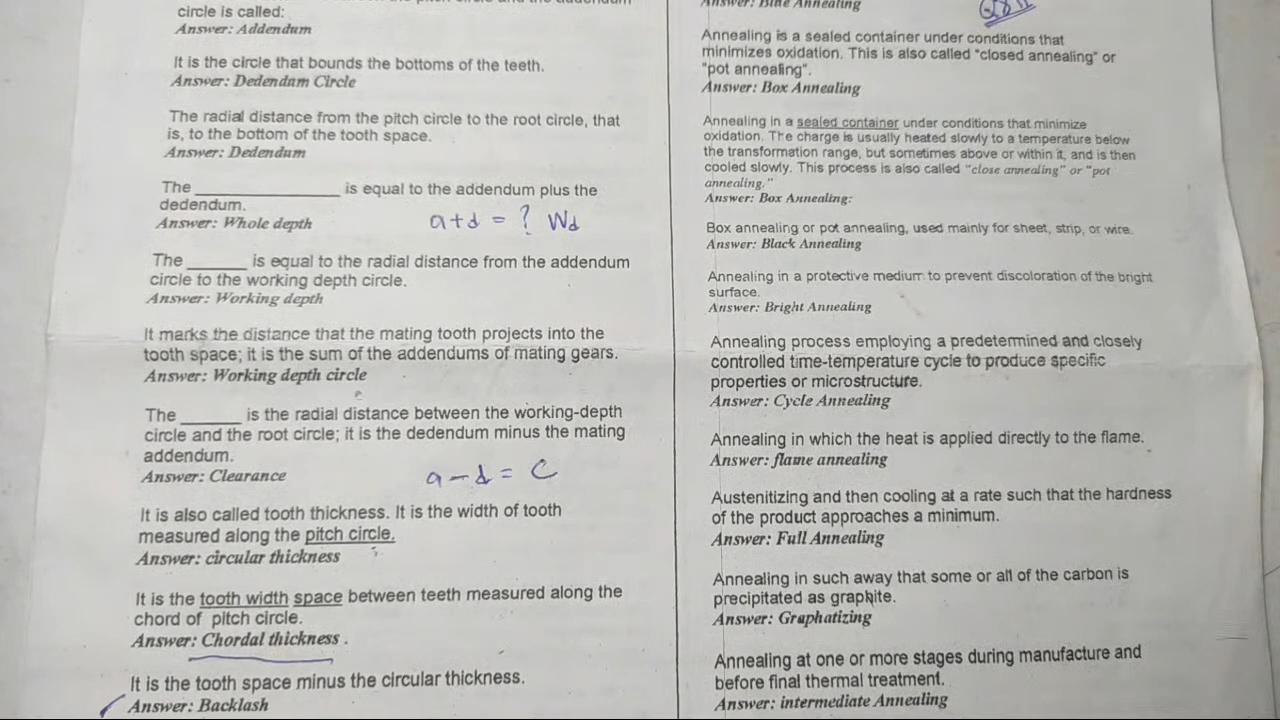 circle is called:
Answer: Addendum
It is the circle that bounds the bottoms of the teeth.
Answer: Dedendam Circle
The radial distance from the pitch circle to the root circle, that
is, to the bottom of the tooth space.
Answer: Dedendum
The _______________ is equal to the addendum plus the
dedendum.
Answer: Whole depth
a+d = ? Wd
The ______ is equal to the radial distance from the addendum
circle to the working depth circle.
Answer: Working depth
It marks the distance that the mating tooth projects into the
tooth space; it is the sum of the addendums of mating gears.
Answer: Working depth circle
The ______ is the radial distance between the working-depth
circle and the root circle; it is the dedendum minus the mating
addendum.
Answer: Clearance
a - d = C
It is also called tooth thickness. It is the width of tooth
measured along the pitch circle.
Answer: circular thickness
It is the tooth width space between teeth measured along the
chord of pitch circle.
Answer: Chordal thickness .
It is the tooth space minus the circular thickness.
Answer: Backlash
Answer: Blue Annealing
Annealing is a sealed container under conditions that
minimizes oxidation. This is also called "closed annealing" or
"pot annealing".
Answer: Box Annealing
Annealing in a sealed container under conditions that minimize
oxidation. The charge is usually heated slowly to a temperature below
the transformation range, but sometimes above or within it, and is then
cooled slowly. This process is also called "close annealing" or "pot
annealing."
Answer: Box Annealing:
Box annealing or pot annealing, used mainly for sheet, strip, or wire.
Answer: Black Annealing
Annealing in a protective medium to prevent discoloration of the bright
surface.
Answer: Bright Annealing
Annealing process employing a predetermined and closely
controlled time-temperature cycle to produce specific
properties or microstructure.
Answer: Cycle Annealing
Annealing in which the heat is applied directly to the flame.
Answer: flame annealing
Austenitizing and then cooling at a rate such that the hardness
of the product approaches a minimum.
Answer: Full Annealing
Annealing in such away that some or all of the carbon is
precipitated as graphite.
Answer: Graphatizing
Annealing at one or more stages during manufacture and
before final thermal treatment.
Answer: intermediate Annealing